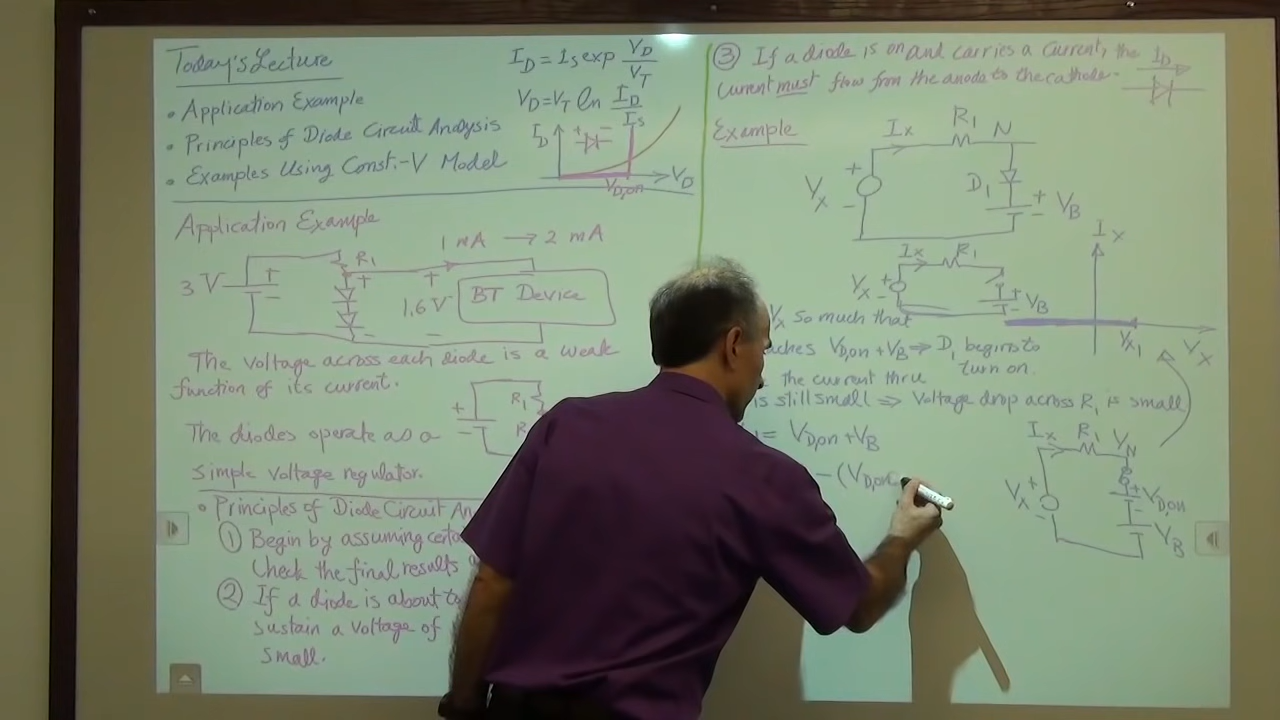 Today's Lecture
• Application Example
• Principles of Diode Circuit Analysis
• Examples Using Const.-V Model
I_D = I_S exp V_D/V_T
V_D = V_T ln I_D/I_S
I_D
+ −
V_D,on
V_D
Application Example
3 V
+
−
R1
+
−
1 mA → 2 mA
+
1.6 V
−
BT Device
The voltage across each diode is a weak
function of its current.
The diodes operate as a
simple voltage regulator.
+
−
R1
• Principles of Diode Circuit
① Begin by assuming
Check the final results
② If a diode is about
sustain a voltage of
small.
③ If a diode is on and carries a current, the
current must flow from the anode to the cathode.
I_D
Example
V_X
+
−
I_X
R1
N
D1
+
−
V_B
I_X
R1
V_X
+
−
+
−
V_B
I_X
V_X1
V_X
V_X so much that
V_D,on + V_B ⇒ D1 begins to
turn on.
the current thru
is still small ⇒ Voltage drop across R1 is small
= V_D,on + V_B
− (V_D,on
I_X
R1
V_N
V_X
+
−
+
−
V_D,on
V_B